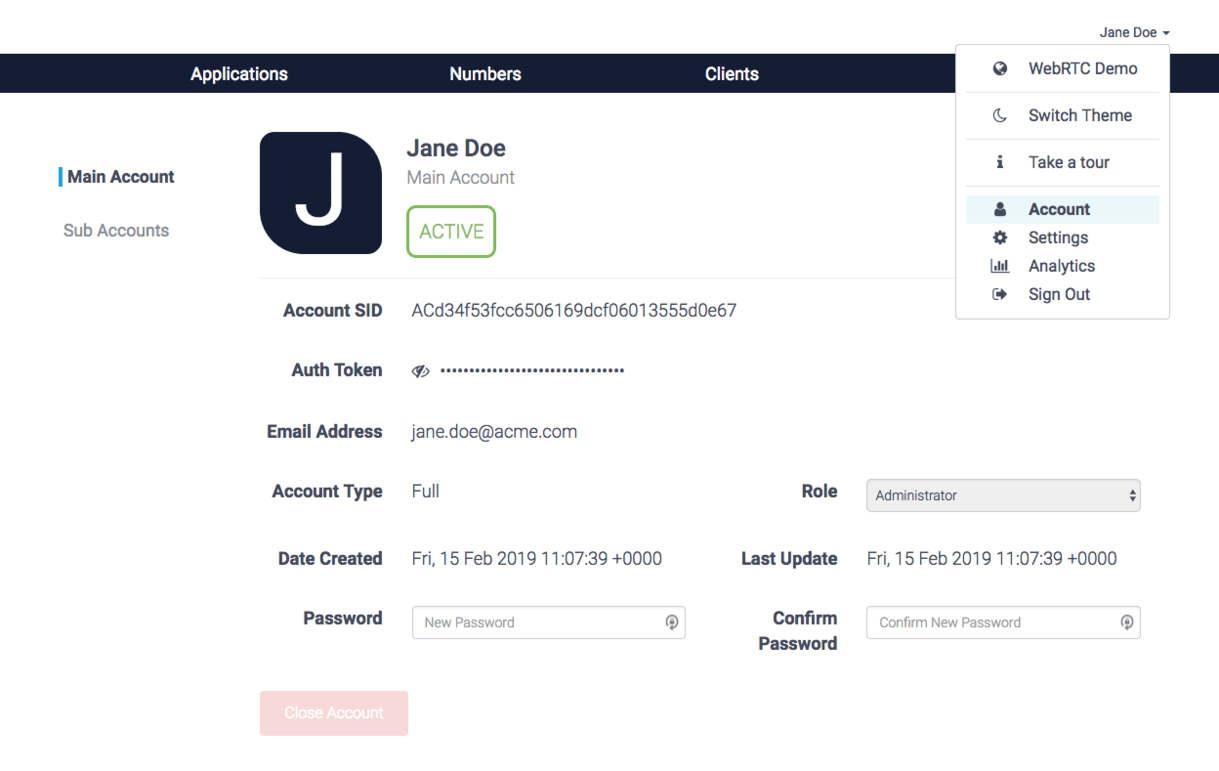 Jane Doe
Applications
Numbers
Clients
WebRTC Demo
Switch Theme
Take a tour
Account
Settings
Analytics
Sign Out
Main Account
Sub Accounts
J
Jane Doe
Main Account
ACTIVE
Account SID ACd34f53fcc6506169dcf06013555d0e67
Auth Token ••••••••••••••••••••••••••••••••
Email Address jane.doe@acme.com
Account Type Full
Role Administrator
Date Created Fri, 15 Feb 2019 11:07:39 +0000
Last Update Fri, 15 Feb 2019 11:07:39 +0000
Password New Password
Confirm
Password
Confirm New Password
Close Account